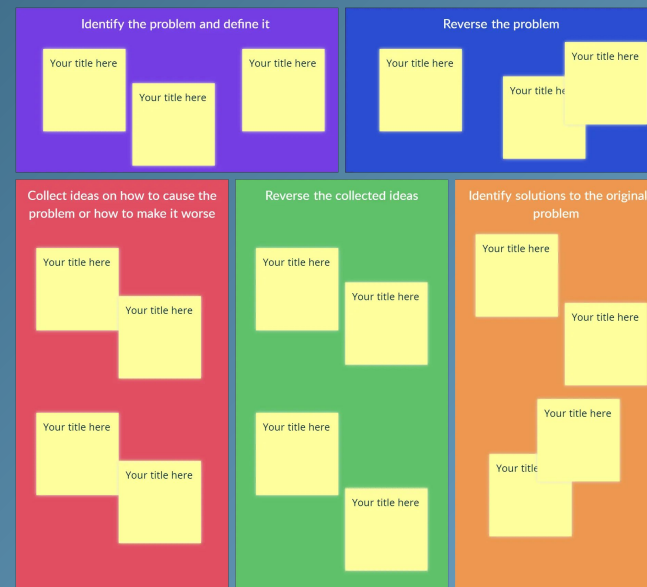 Identify the problem and define it
Your title here
Your title here
Your title here
Reverse the problem
Your title here
Your title he
Your title here
Collect ideas on how to cause the
problem or how to make it worse
Your title here
Your title here
Your title here
Your title here
Reverse the collected ideas
Your title here
Your title here
Your title here
Your title here
Identify solutions to the original
problem
Your title here
Your title here
Your title here
Your title